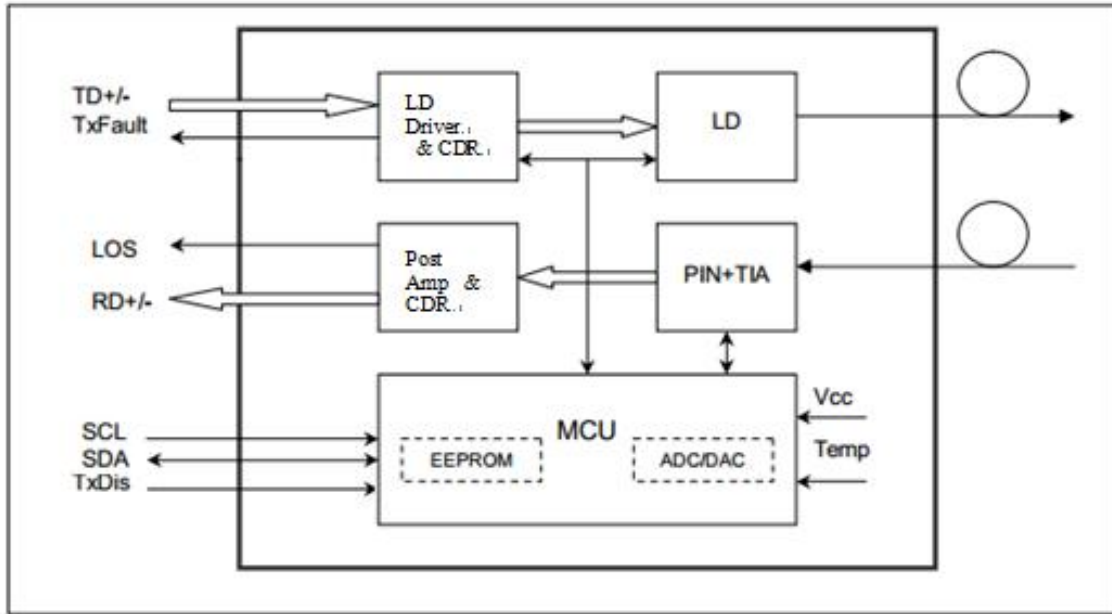 TD+/-
TxFault
LD
Driver.
& CDR.
LD
LOS
RD+/-
Post
Amp &
CDR.
PIN+TIA
SCL
SDA
TxDis
MCU
EEPROM
ADC/DAC
Vcc
Temp